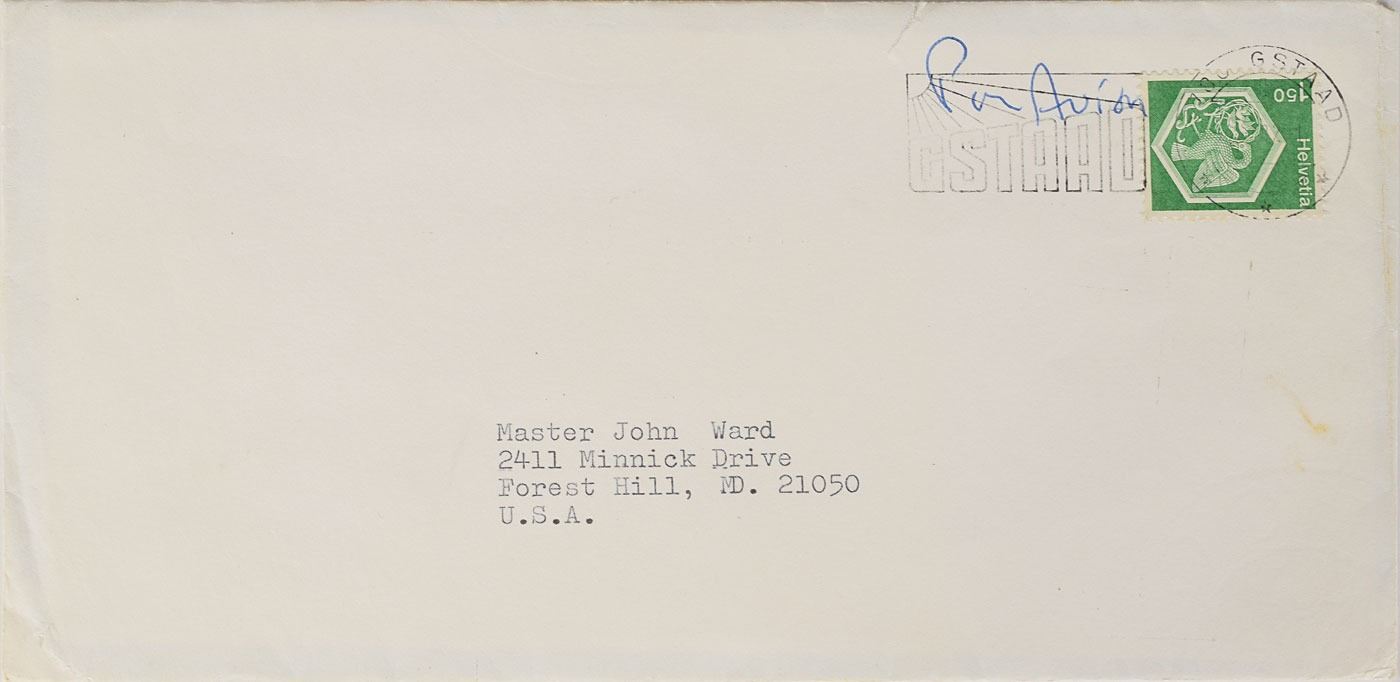 Par Avion
GSTAAD
GSTAAD
150
Helvetia
Master John Ward
2411 Minnick Drive
Forest Hill, MD. 21050
U.S.A.